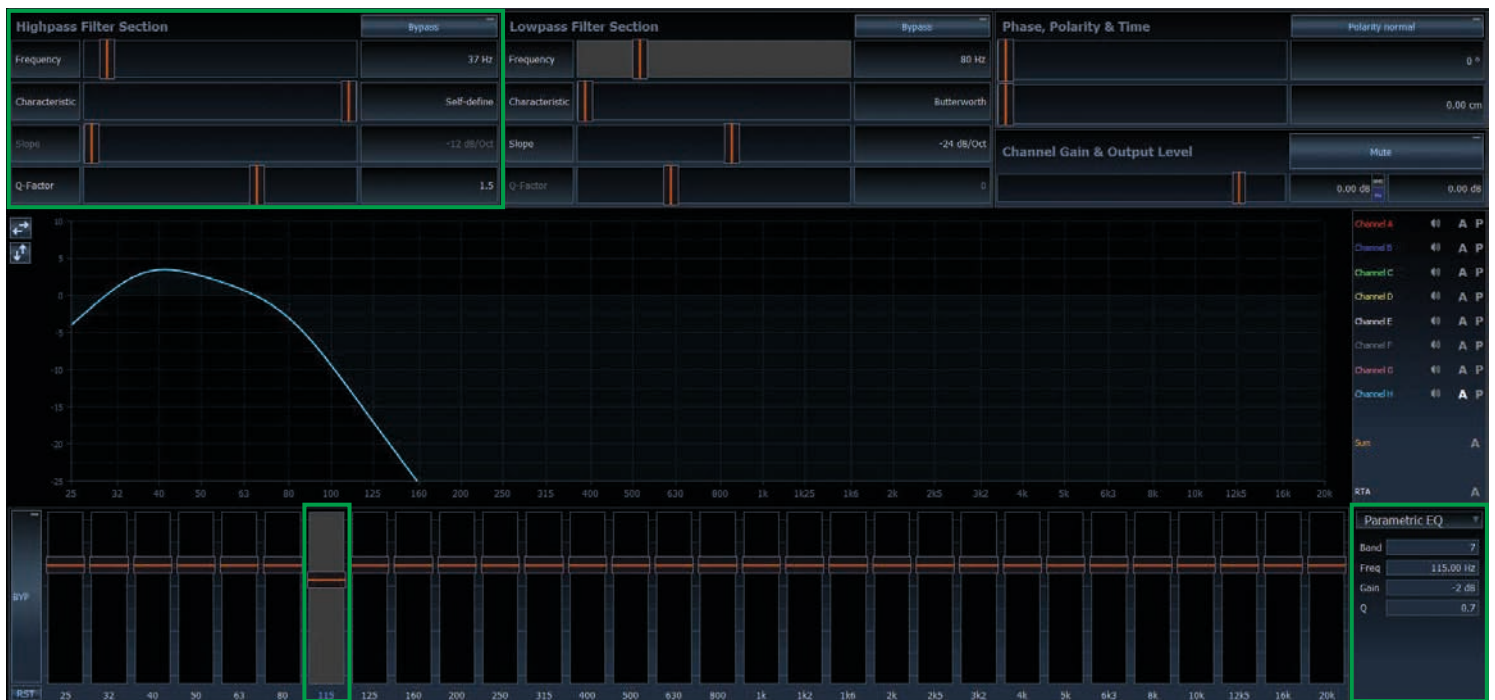 Highpass Filter Section Bypass
Frequency 37 Hz
Characteristic Self-define
Slope -12 dB/Oct
Q-Factor 1.5
Lowpass Filter Section Bypass
Frequency 80 Hz
Characteristic Butterworth
Slope -24 dB/Oct
Q-Factor 0
Phase, Polarity & Time Polarity normal
0 °
0.00 cm
Channel Gain & Output Level Mute
0.00 dB 0.00 dB
10
5
0
-5
-10
-15
-20
-25
25 32 40 50 63 80 100 125 160 200 250 315 400 500 630 800 1k 1k25 1k6 2k 2k5 3k2 4k 5k 6k3 8k 10k 12k5 16k 20k
Channel A A P
Channel B A P
Channel C A P
Channel D A P
Channel E A P
Channel F A P
Channel G A P
Channel H A P
Sum A
RTA A
BYP
RST 25 32 40 50 63 80 115 125 160 200 250 315 400 500 630 800 1k 1k2 1k6 2k 2k5 3k2 4k 5k 6k3 8k 10k 12k5 16k 20k
Parametric EQ
Band 7
Freq 115.00 Hz
Gain -2 dB
Q 0.7